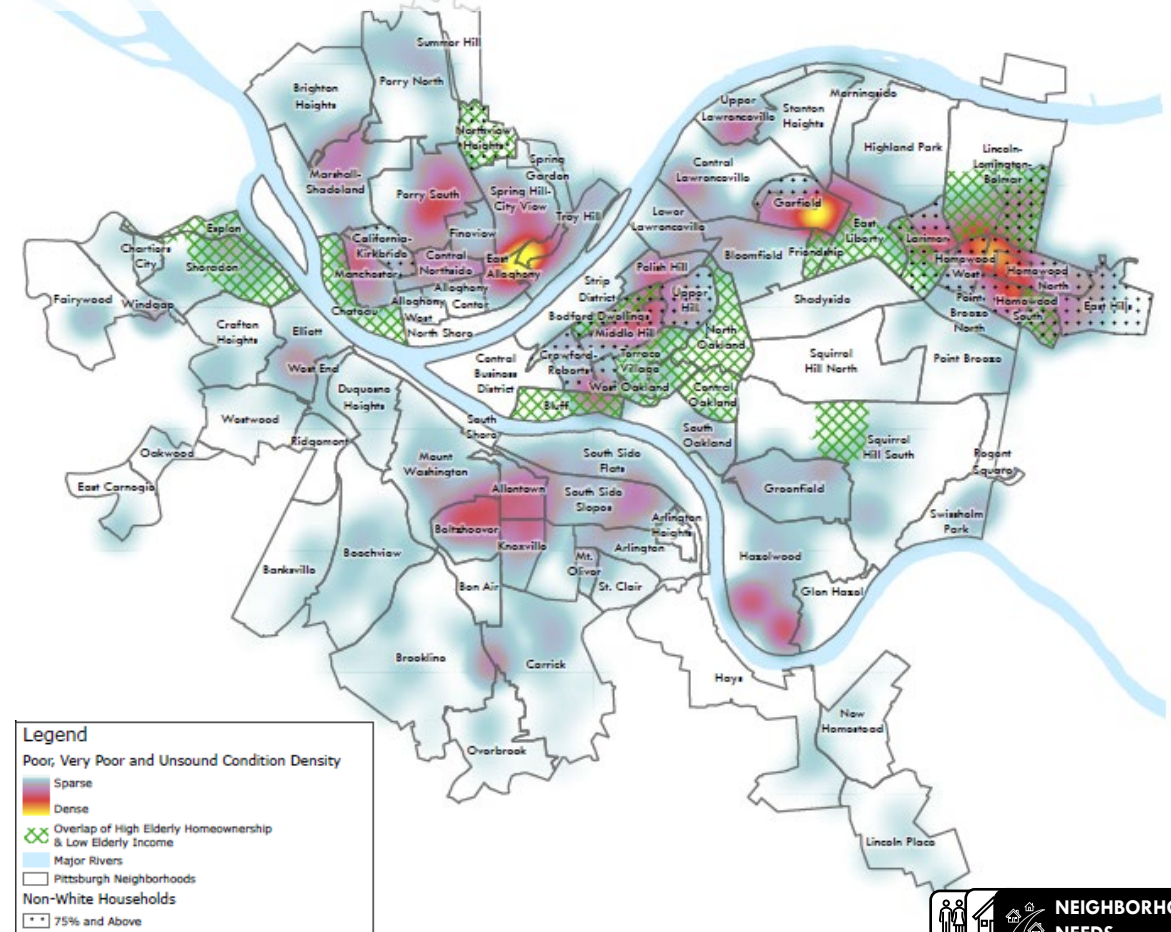 Summer Hill
Perry North
Brighton
Heights
Northview
Heights
Spring
Garden
Marshall-
Shadeland
Perry South
Spring Hill-
City View
Troy Hill
Fineview
California-
Kirkbride
Central
Northside
East
Allegheny
Manchester
Allegheny
Center
Allegheny
West
North Shore
Chateau
Esplen
Chartiers
City
Sheraden
Fairywood
Windgap
Crafton
Heights
Elliott
West End
Duquesne
Heights
Westwood
Ridgemont
Oakwood
East Carnegie
Upper
Lawrenceville
Stanton
Heights
Morningside
Highland Park
Lincoln-
Lemington-
Belmar
Central
Lawrenceville
Garfield
Lower
Lawrenceville
East
Liberty
Larimer
Bloomfield
Friendship
Homewood
West
Homewood
North
Homewood
South
East Hills
Point
Breeze
North
Point Breeze
Shadyside
Polish Hill
Strip
District
Upper
Hill
Bedford Dwellings
Middle Hill
North
Oakland
Crawford-
Roberts
Terrace
Village
West Oakland
Central
Oakland
Central
Business
District
Bluff
South
Shore
South
Oakland
Squirrel
Hill North
Squirrel
Hill South
Regent
Square
Swisshelm
Park
Greenfield
Hazelwood
Glen Hazel
Mount
Washington
South Side
Flats
Allentown
South Side
Slopes
Arlington
Heights
Arlington
Beltzhoover
Knoxville
Mt.
Oliver
St. Clair
Bon Air
Beechview
Banksville
Brookline
Carrick
Overbrook
Hays
New
Homestead
Lincoln Place
Legend
Poor, Very Poor and Unsound Condition Density
Sparse
Dense
Overlap of High Elderly Homeownership
& Low Elderly Income
Major Rivers
Pittsburgh Neighborhoods
Non-White Households
75% and Above
NEIGHBORHO
NEEDS